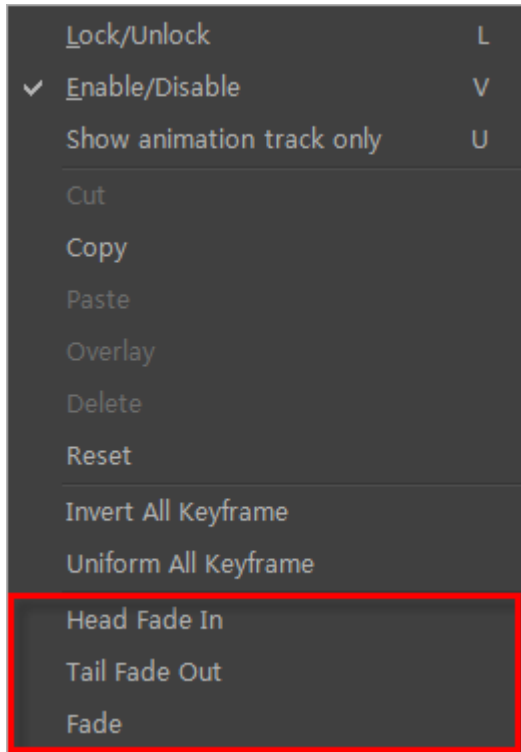 Lock/Unlock L
Enable/Disable V
Show animation track only U
Cut
Copy
Paste
Overlay
Delete
Reset
Invert All Keyframe
Uniform All Keyframe
Head Fade In
Tail Fade Out
Fade